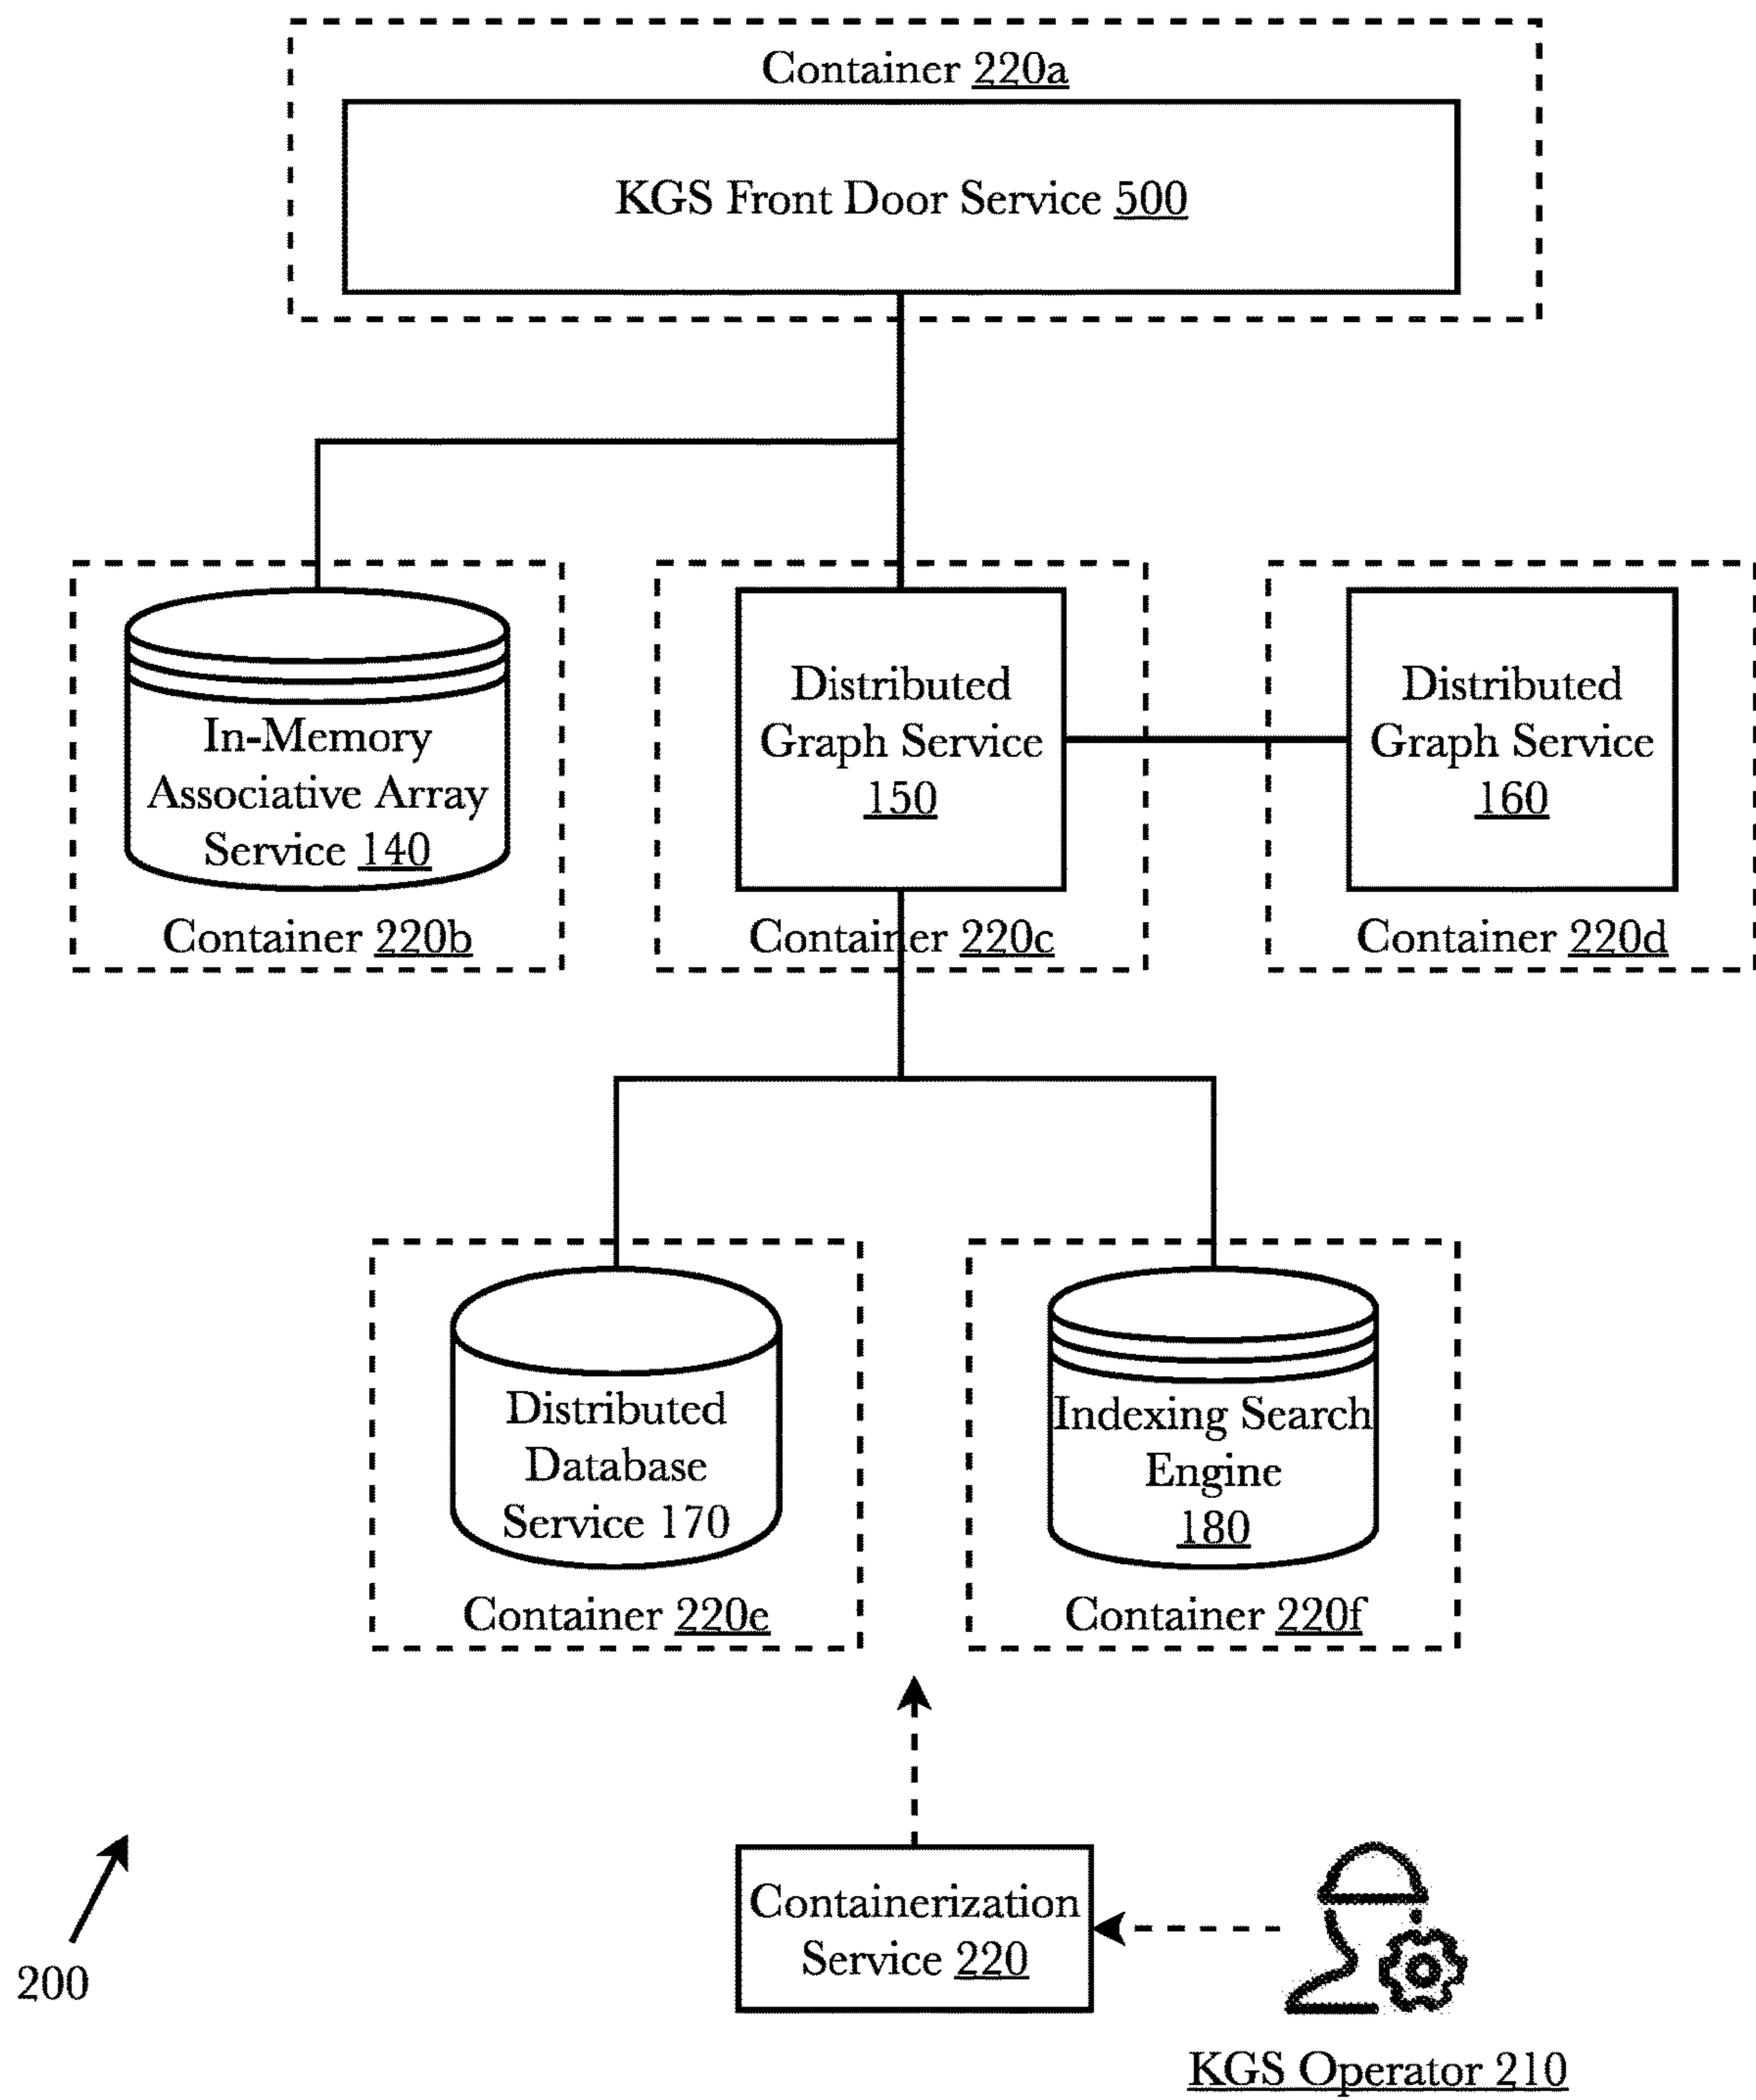 Container 220a
KGS Front Door Service 500
In-Memory
Associative Array
Service 140
Container 220b
Distributed
Graph Service
150
Container 220c
Distributed
Graph Service
160
Container 220d
Distributed
Database
Service 170
Container 220e
Indexing Search
Engine
180
Container 220f
Containerization
Service 220
200
KGS Operator 210